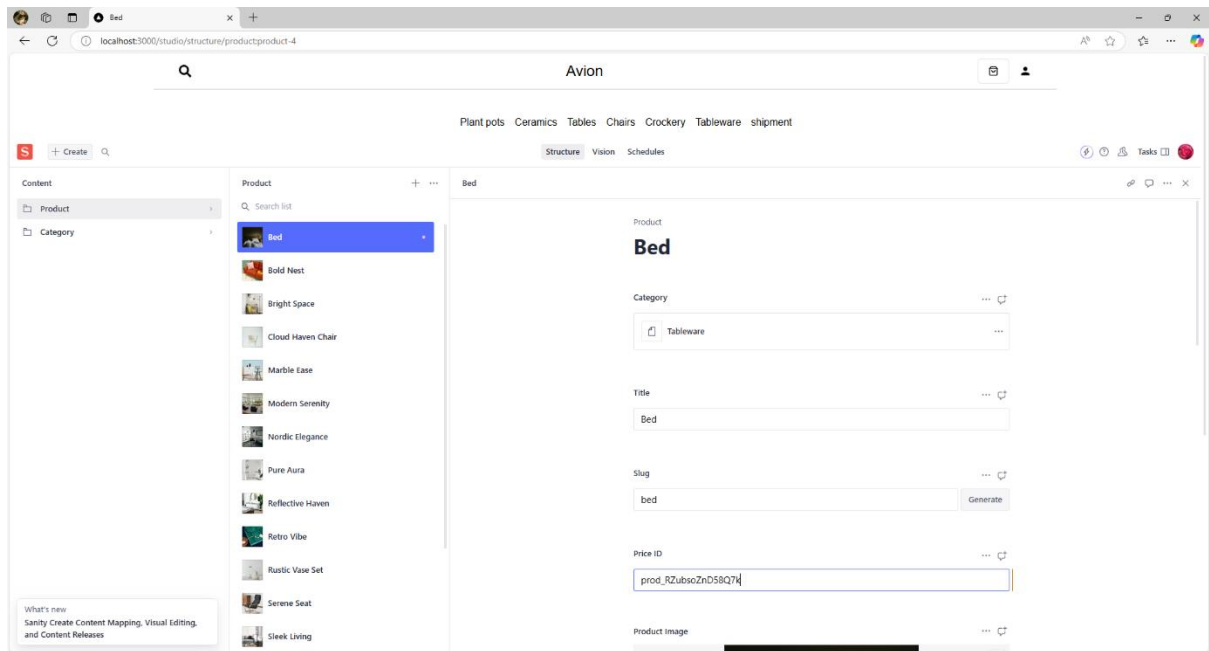 Bed
localhost:3000/studio/structure/product;product-4
Avion
Plant pots Ceramics Tables Chairs Crockery Tableware shipment
S
Create
Structure Vision Schedules
Tasks
Content
Product
Category
What's new
Sanity Create Content Mapping, Visual Editing,
and Content Releases
Product
Search list
Bed
Bold Nest
Bright Space
Cloud Haven Chair
Marble Ease
Modern Serenity
Nordic Elegance
Pure Aura
Reflective Haven
Retro Vibe
Rustic Vase Set
Serene Seat
Sleek Living
Bed
Product
Bed
Category
Tableware
Title
Bed
Slug
bed
Generate
Price ID
prod_RZubsoZnD58Q7k
Product Image